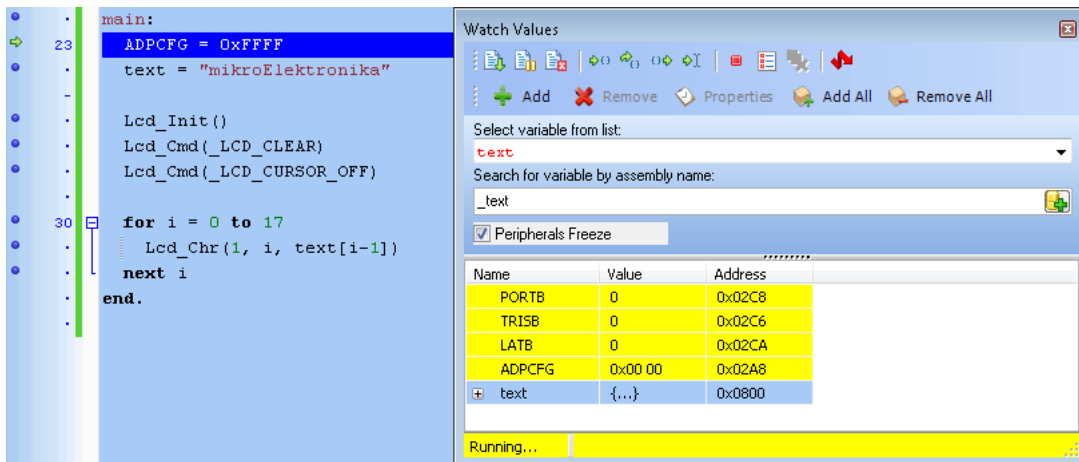 main:
23 ADPCFG = 0xFFFF
text = "mikroElektronika"
Lcd_Init()
Lcd_Cmd(_LCD_CLEAR)
Lcd_Cmd(_LCD_CURSOR_OFF)
30 for i = 0 to 17
Lcd_Chr(1, i, text[i-1])
next i
end.
Watch Values
Add Remove Properties Add All Remove All
Select variable from list:
text
Search for variable by assembly name:
_text
Peripherals Freeze
Name Value Address
PORTB 0 0x02C8
TRISB 0 0x02C6
LATB 0 0x02CA
ADPCFG 0x00 00 0x02A8
text {...} 0x0800
Running...